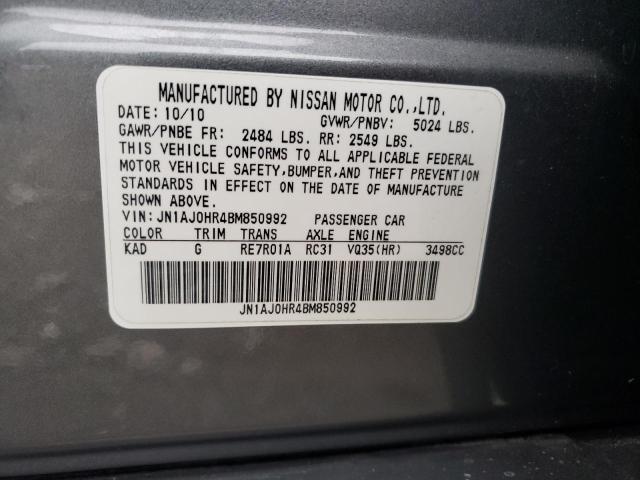 MANUFACTURED BY NISSAN MOTOR CO.,LTD.
DATE: 10/10 GVWR/PNBV: 5024 LBS.
GAWR/PNBE FR: 2484 LBS. RR: 2549 LBS.
THIS VEHICLE CONFORMS TO ALL APPLICABLE FEDERAL
MOTOR VEHICLE SAFETY, BUMPER, AND THEFT PREVENTION
STANDARDS IN EFFECT ON THE DATE OF MANUFACTURE
SHOWN ABOVE.
VIN: JN1AJ0HR4BM850992 PASSENGER CAR
COLOR TRIM TRANS AXLE ENGINE
KAD G RE7R01A RC31 VQ35(HR) 3498CC
JN1AJ0HR4BM850992